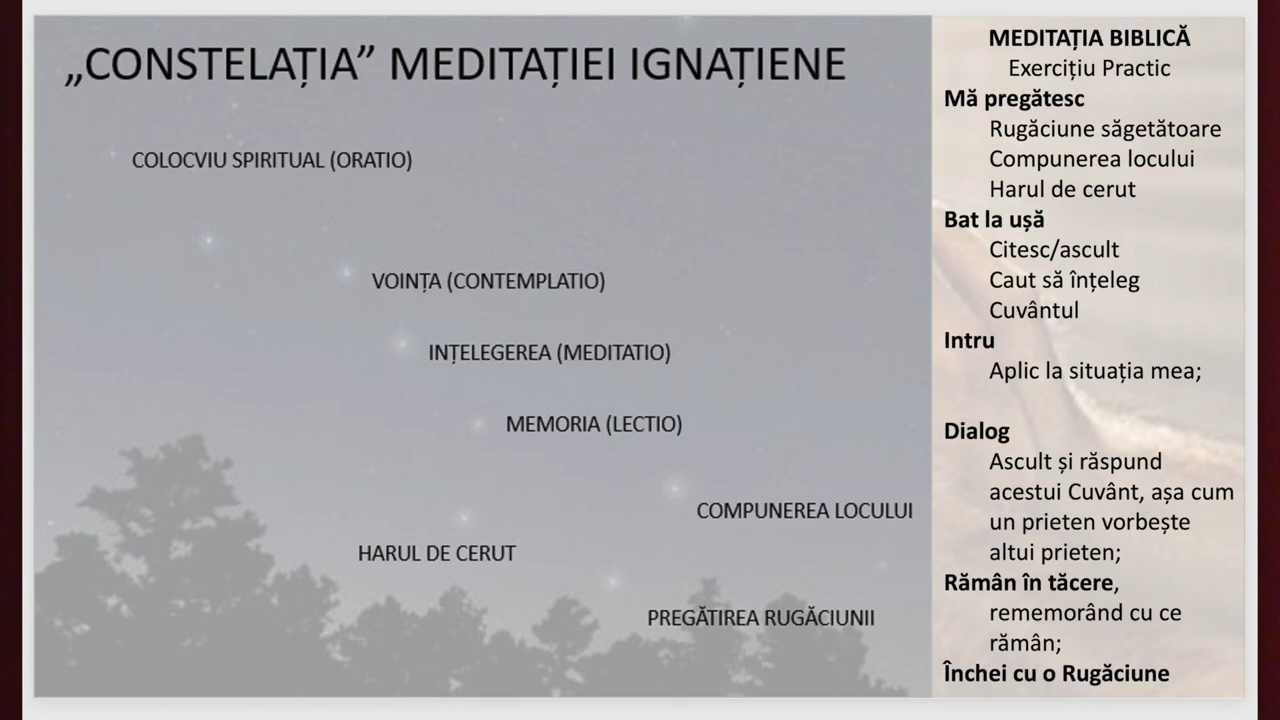 „CONSTELAȚIA” MEDITAȚIEI IGNAȚIENE
COLOCVIU SPIRITUAL (ORATIO)
VOINȚA (CONTEMPLATIO)
INȚELEGEREA (MEDITATIO)
MEMORIA (LECTIO)
COMPUNEREA LOCULUI
HARUL DE CERUT
PREGĂTIREA RUGĂCIUNII
MEDITAȚIA BIBLICĂ
Exercițiu Practic
Mă pregătesc
Rugăciune săgetătoare
Compunerea locului
Harul de cerut
Bat la ușă
Citesc/ascult
Caut să înțeleg
Cuvântul
Intru
Aplic la situația mea;
Dialog
Ascult și răspund
acestui Cuvânt, așa cum
un prieten vorbește
altui prieten;
Rămân în tăcere,
rememorând cu ce
rămân;
Închei cu o Rugăciune